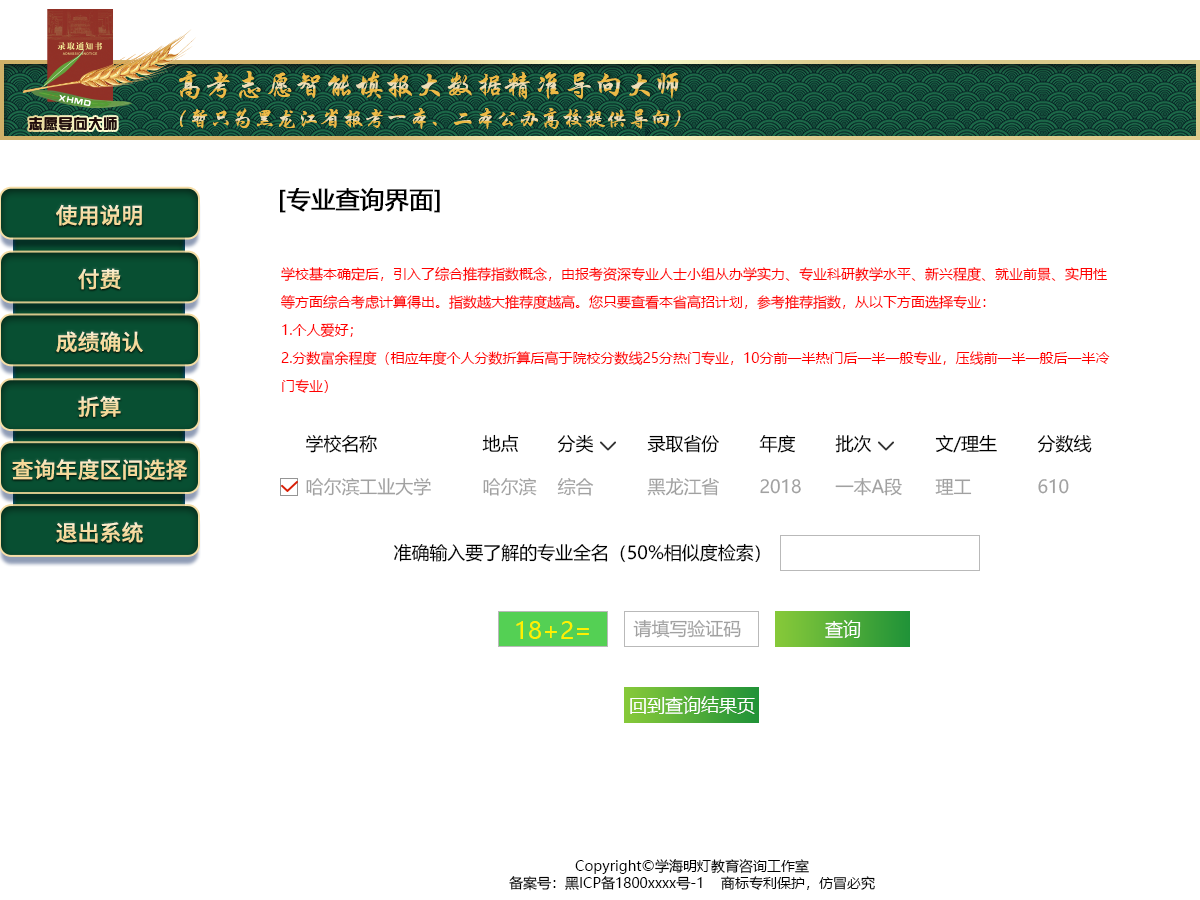 录取通知书
ADMISSION NOTICE
XHMD
志愿导向大师
高考志愿智能填报大数据精准导向大师
(暂只为黑龙江省报考一本、二本公办高校提供导向)
使用说明
付费
成绩确认
折算
查询年度区间选择
退出系统
[专业查询界面]
学校基本确定后，引入了综合推荐指数概念，由报考资深专业人士小组从办学实力、专业科研教学水平、新兴程度、就业前景、实用性
等方面综合考虑计算得出。指数越大推荐度越高。您只要查看本省高招计划，参考推荐指数，从以下方面选择专业：
1.个人爱好；
2.分数富余程度（相应年度个人分数折算后高于院校分数线25分热门专业，10分前一半热门后一半一般专业，压线前一半一般后一半冷
门专业）
学校名称 地点 分类 录取省份 年度 批次 文/理生 分数线
哈尔滨工业大学 哈尔滨 综合 黑龙江省 2018 一本A段 理工 610
准确输入要了解的专业全名（50%相似度检索）
18+2= 请填写验证码 查询
回到查询结果页
Copyright©学海明灯教育咨询工作室
备案号：黑ICP备1800xxxx号-1 商标专利保护，仿冒必究